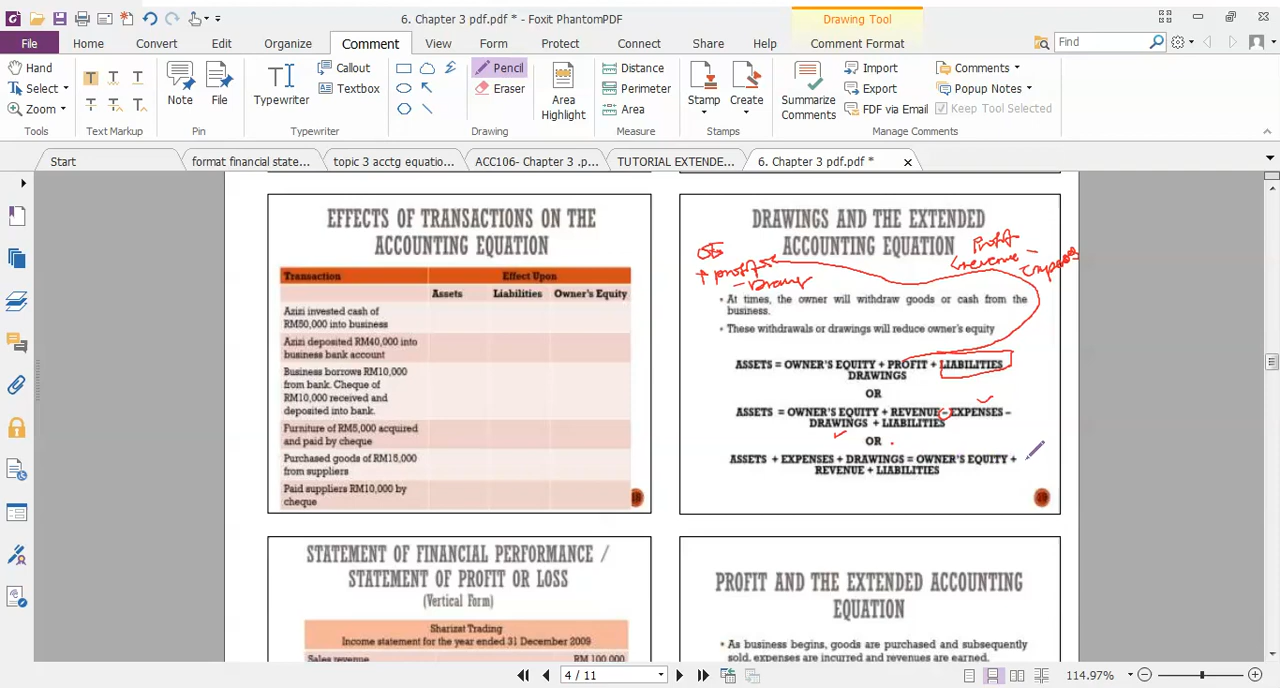 6. Chapter 3 pdf.pdf * - Foxit PhantomPDF
Drawing Tool
File Home Convert Edit Organize Comment View Form Protect Connect Share Help Comment Format Find
Hand
Select
Zoom
Tools
T T T
T T T
Text Markup
Note File
Pin
Typewriter
Callout
Textbox
Typewriter
Pencil
Eraser
Drawing
Area Highlight
Distance
Perimeter
Area
Measure
Stamp Create
Stamps
Summarize Comments
Import
Export
FDF via Email
Comments
Popup Notes
Keep Tool Selected
Manage Comments
Start format financial state... topic 3 acctg equatio... ACC106- Chapter 3 .p... TUTORIAL EXTENDE... 6. Chapter 3 pdf.pdf *
EFFECTS OF TRANSACTIONS ON THE
ACCOUNTING EQUATION
Transaction Effect Upon
Assets Liabilities Owner's Equity
Azizi invested cash of
RM50,000 into business
Azizi deposited RM40,000 into
business bank account
Business borrows RM10,000
from bank. Cheque of
RM10,000 received and
deposited into bank.
Furniture of RM5,000 acquired
and paid by cheque
Purchased goods of RM15,000
from suppliers
Paid suppliers RM10,000 by
cheque
18
DRAWINGS AND THE EXTENDED
ACCOUNTING EQUATION
OE
+ profit
- Drawg
Profit
revenue -
expenses
• At times, the owner will withdraw goods or cash from the
business.
• These withdrawals or drawings will reduce owner's equity
ASSETS = OWNER'S EQUITY + PROFIT + LIABILITIES
DRAWINGS
OR
ASSETS = OWNER'S EQUITY + REVENUE – EXPENSES –
DRAWINGS + LIABILITIES
OR
ASSETS + EXPENSES + DRAWINGS = OWNER'S EQUITY +
REVENUE + LIABILITIES
STATEMENT OF FINANCIAL PERFORMANCE /
STATEMENT OF PROFIT OR LOSS
(Vertical Form)
Sharizat Trading
Income statement for the year ended 31 December 2009
Sales revenue RM 100,000
PROFIT AND THE EXTENDED ACCOUNTING
EQUATION
• As business begins, goods are purchased and subsequently
sold, expenses are incurred and revenues are earned.
4 / 11
114.97%